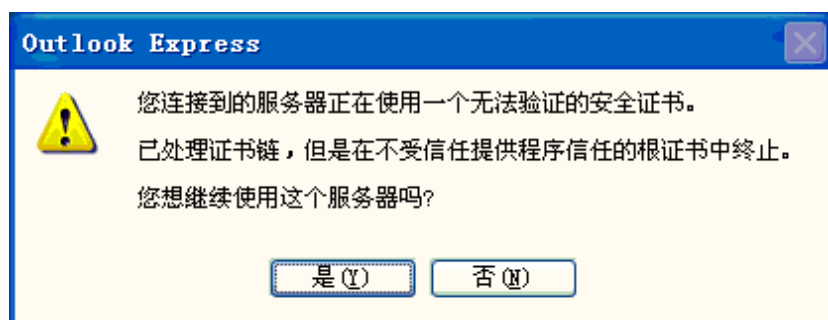 Outlook Express
您连接到的服务器正在使用一个无法验证的安全证书。
已处理证书链，但是在不受信任提供程序信任的根证书中终止。
您想继续使用这个服务器吗?
是(Y) 否(N)